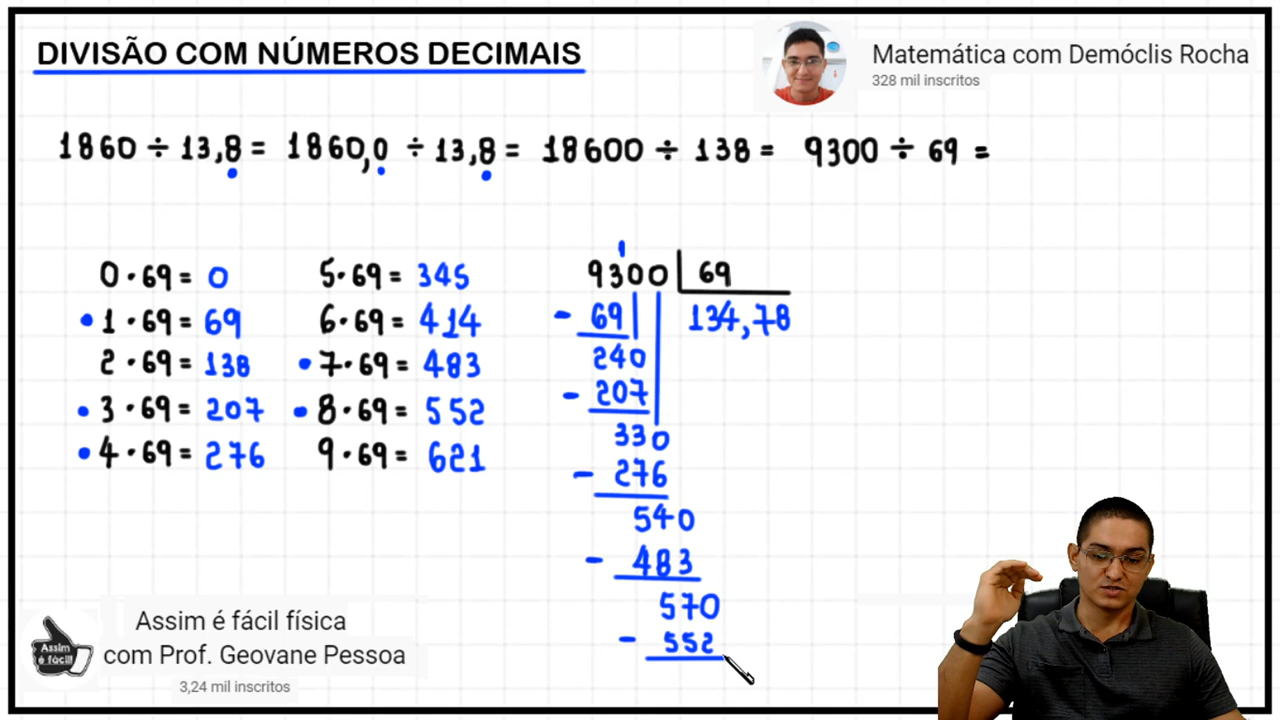 DIVISÃO COM NÚMEROS DECIMAIS
Matemática com Demóclis Rocha
328 mil inscritos
1860 ÷ 13,8 = 1860,0 ÷ 13,8 = 18600 ÷ 138 = 9300 ÷ 69 =
0 · 69 = 0
1 · 69 = 69
2 · 69 = 138
3 · 69 = 207
4 · 69 = 276
5 · 69 = 345
6 · 69 = 414
7 · 69 = 483
8 · 69 = 552
9 · 69 = 621
1
9300 69
- 69 134,78
240
- 207
330
- 276
540
- 483
570
- 552
Assim é fácil!
Assim é fácil física
com Prof. Geovane Pessoa
3,24 mil inscritos